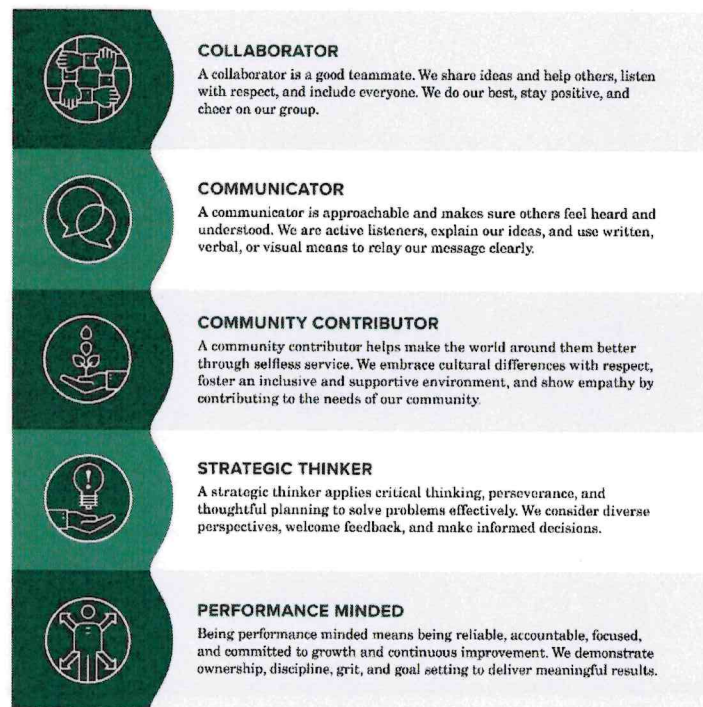 COLLABORATOR
A collaborator is a good teammate. We share ideas and help others, listen
with respect, and include everyone. We do our best, stay positive, and
cheer on our group.
COMMUNICATOR
A communicator is approachable and makes sure others feel heard and
understood. We are active listeners, explain our ideas, and use written,
verbal, or visual means to relay our message clearly.
COMMUNITY CONTRIBUTOR
A community contributor helps make the world around them better
through selfless service. We embrace cultural differences with respect,
foster an inclusive and supportive environment, and show empathy by
contributing to the needs of our community.
STRATEGIC THINKER
A strategic thinker applies critical thinking, perseverance, and
thoughtful planning to solve problems effectively. We consider diverse
perspectives, welcome feedback, and make informed decisions.
PERFORMANCE MINDED
Being performance minded means being reliable, accountable, focused,
and committed to growth and continuous improvement. We demonstrate
ownership, discipline, grit, and goal setting to deliver meaningful results.